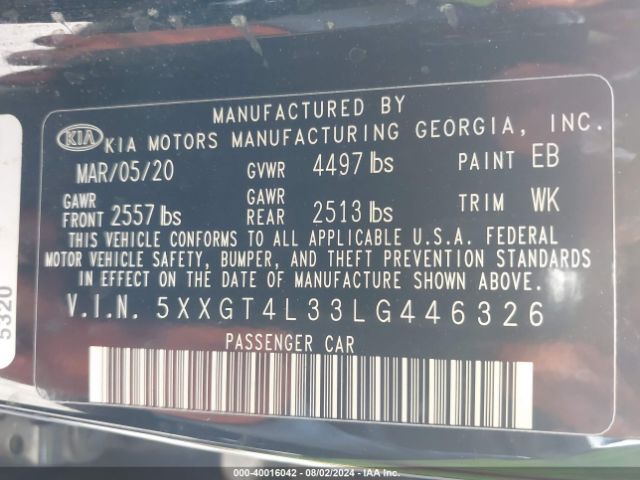 MANUFACTURED BY
KIA KIA MOTORS MANUFACTURING GEORGIA, INC.
MAR/05/20 GVWR 4497 lbs PAINT EB
GAWR FRONT 2557 lbs GAWR REAR 2513 lbs TRIM WK
THIS VEHICLE CONFORMS TO ALL APPLICABLE U.S.A. FEDERAL
MOTOR VEHICLE SAFETY, BUMPER, AND THEFT PREVENTION STANDARDS
IN EFFECT ON THE DATE OF MANUFACTURE SHOWN ABOVE.
V.I.N. 5XXGT4L33LG446326
PASSENGER CAR
5320
000-40016042 - 08/02/2024 - IAA Inc.